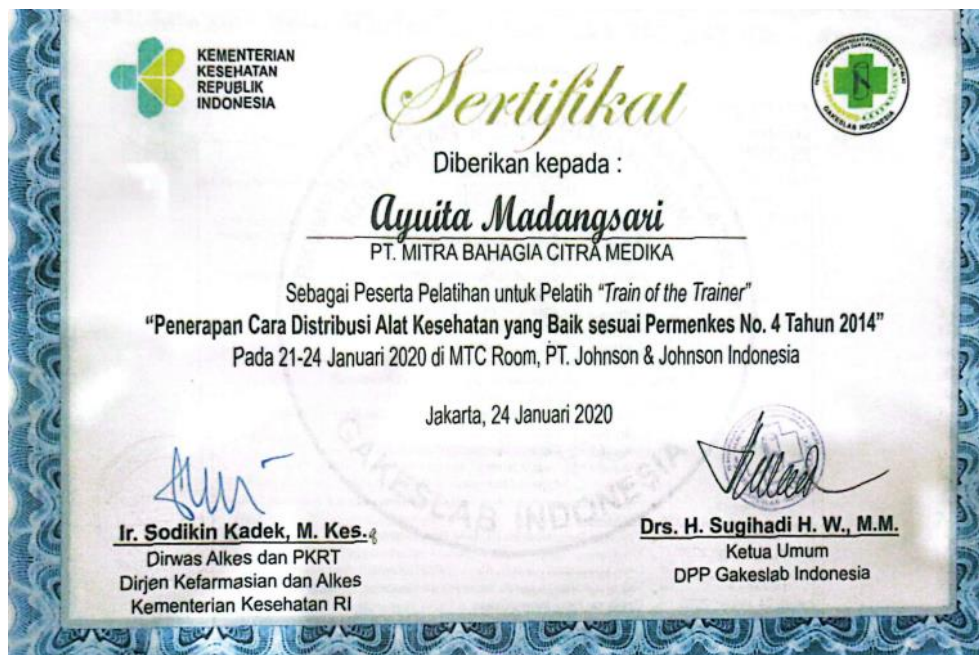 KEMENTERIAN
KESEHATAN
REPUBLIK
INDONESIA
Sertifikat
GAKESLAB INDONESIA
Diberikan kepada :
Ayuita Madangsari
PT. MITRA BAHAGIA CITRA MEDIKA
Sebagai Peserta Pelatihan untuk Pelatih “Train of the Trainer”
“Penerapan Cara Distribusi Alat Kesehatan yang Baik sesuai Permenkes No. 4 Tahun 2014”
Pada 21-24 Januari 2020 di MTC Room, PT. Johnson & Johnson Indonesia
Jakarta, 24 Januari 2020
GAKESLAB INDONESIA
Ir. Sodikin Kadek, M. Kes.
Dirwas Alkes dan PKRT
Dirjen Kefarmasian dan Alkes
Kementerian Kesehatan RI
Drs. H. Sugihadi H. W., M.M.
Ketua Umum
DPP Gakeslab Indonesia